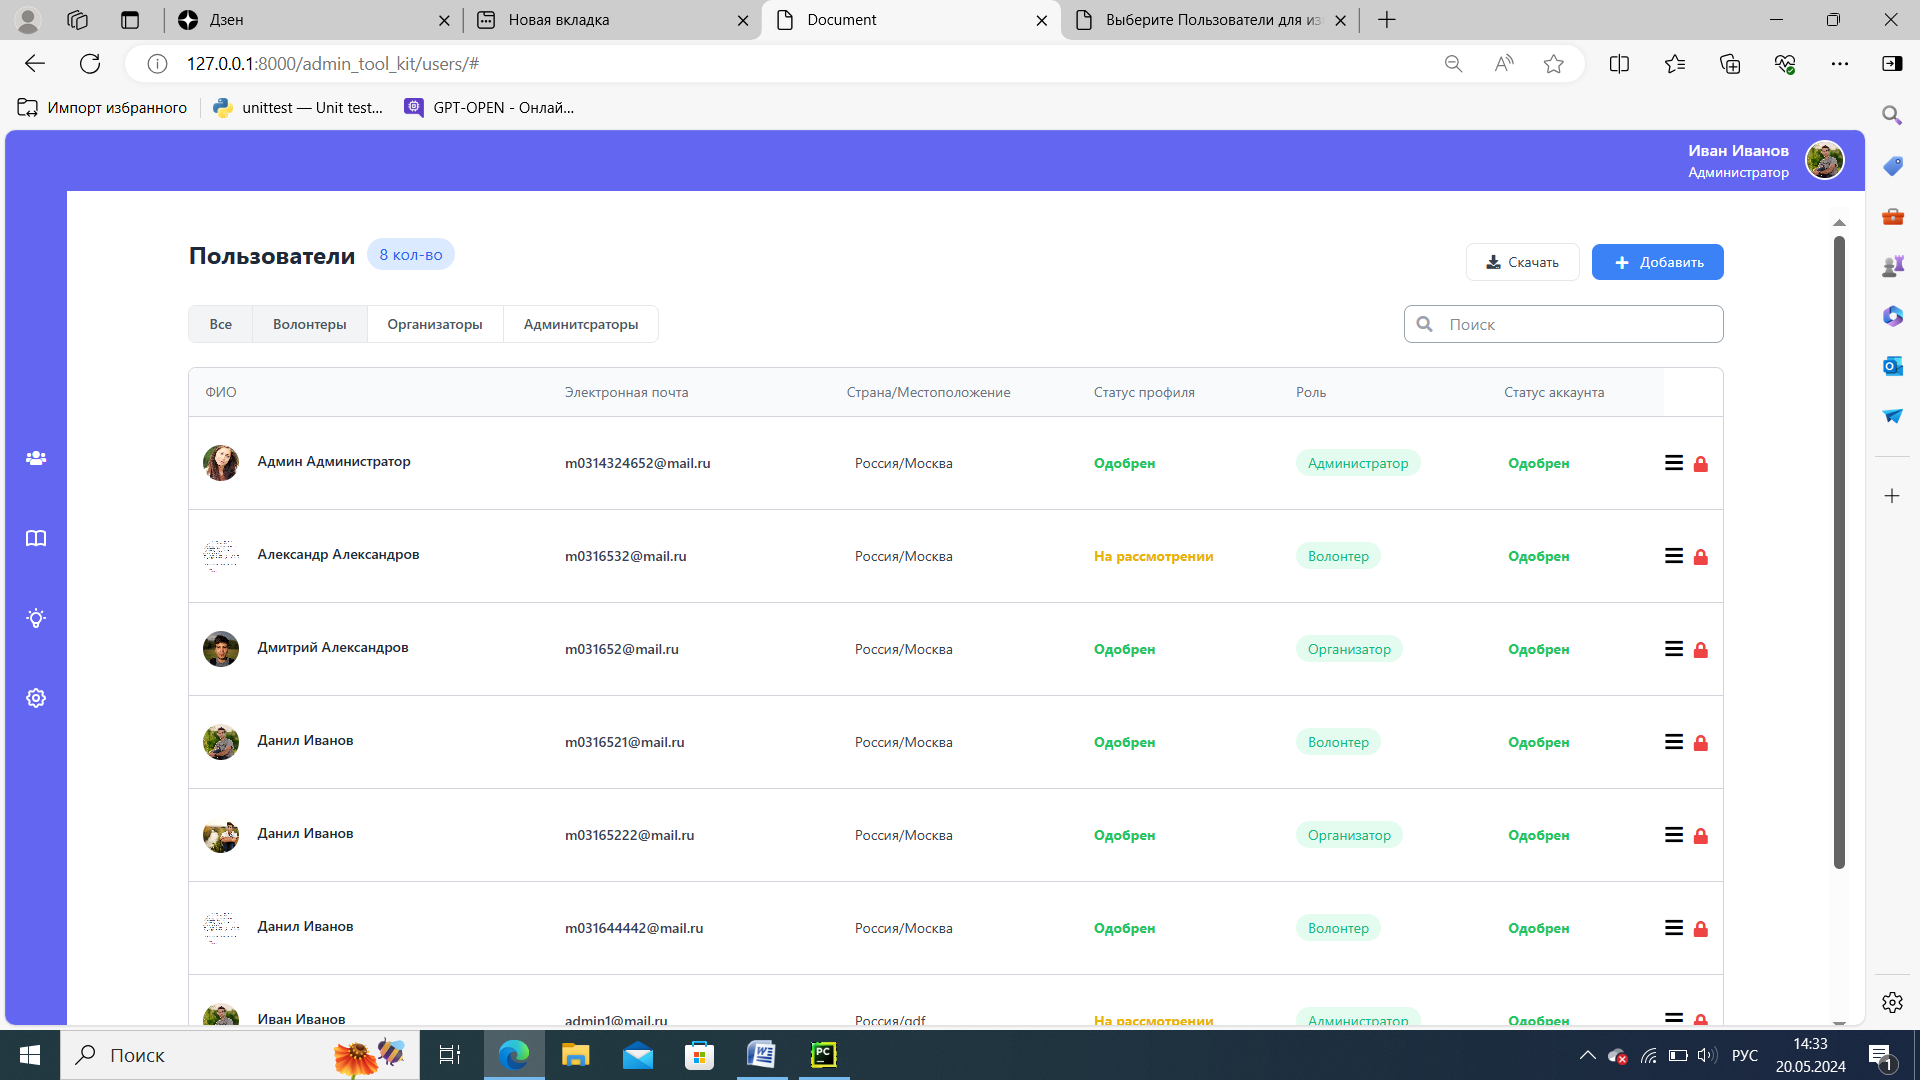 Дзен
Новая вкладка
Document
Выберите Пользователи для из
127.0.0.1:8000/admin_tool_kit/users/#
Импорт избранного
unittest — Unit test...
GPT-OPEN - Онлай...
Иван Иванов
Администратор
Пользователи
8 кол-во
Скачать
Добавить
Все
Волонтеры
Организаторы
Админитсраторы
Поиск
ФИО Электронная почта Страна/Местоположение Статус профиля Роль Статус аккаунта
Админ Администратор m0314324652@mail.ru Россия/Москва Одобрен Администратор Одобрен
Александр Александров m0316532@mail.ru Россия/Москва На рассмотрении Волонтер Одобрен
Дмитрий Александров m031652@mail.ru Россия/Москва Одобрен Организатор Одобрен
Данил Иванов m0316521@mail.ru Россия/Москва Одобрен Волонтер Одобрен
Данил Иванов m03165222@mail.ru Россия/Москва Одобрен Организатор Одобрен
Данил Иванов m031644442@mail.ru Россия/Москва Одобрен Волонтер Одобрен
Иван Иванов admin1@mail.ru Россия/gdf На рассмотрении Администратор Одобрен
Поиск
РУС
14:33
20.05.2024
1